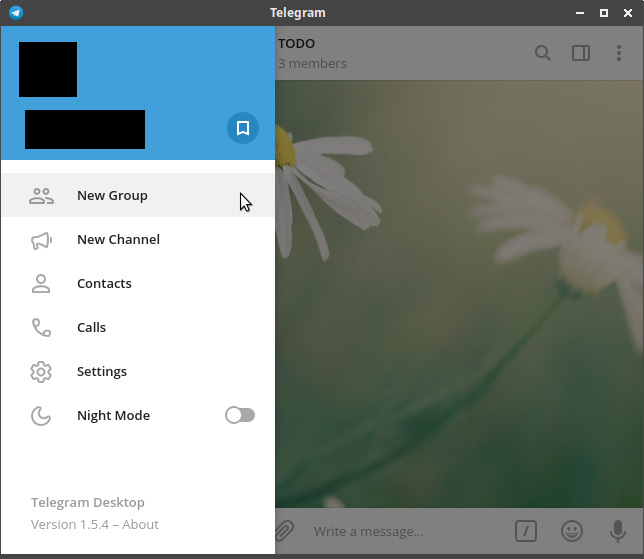 Telegram
TODO
3 members
New Group
New Channel
Contacts
Calls
Settings
Night Mode
Telegram Desktop
Version 1.5.4 – About
Write a message...
/